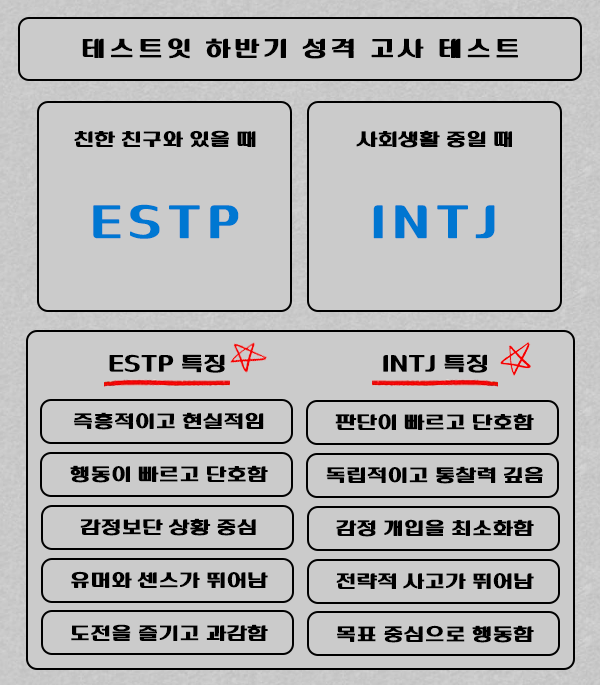 테스트잇 하반기 성격 고사 테스트
친한 친구와 있을 때
ESTP
사회생활 중일 때
INTJ
ESTP 특징
즉흥적이고 현실적임
행동이 빠르고 단호함
감정보단 상황 중심
유머와 센스가 뛰어남
도전을 즐기고 과감함
INTJ 특징
판단이 빠르고 단호함
독립적이고 통찰력 깊음
감정 개입을 최소화함
전략적 사고가 뛰어남
목표 중심으로 행동함